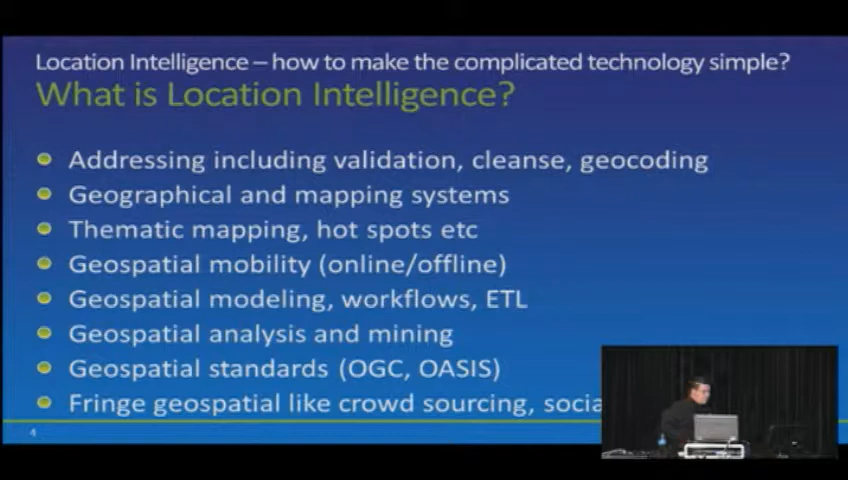 Location Intelligence – how to make the complicated technology simple?
What is Location Intelligence?
Addressing including validation, cleanse, geocoding
Geographical and mapping systems
Thematic mapping, hot spots etc
Geospatial mobility (online/offline)
Geospatial modeling, workflows, ETL
Geospatial analysis and mining
Geospatial standards (OGC, OASIS)
Fringe geospatial like crowd sourcing,
4